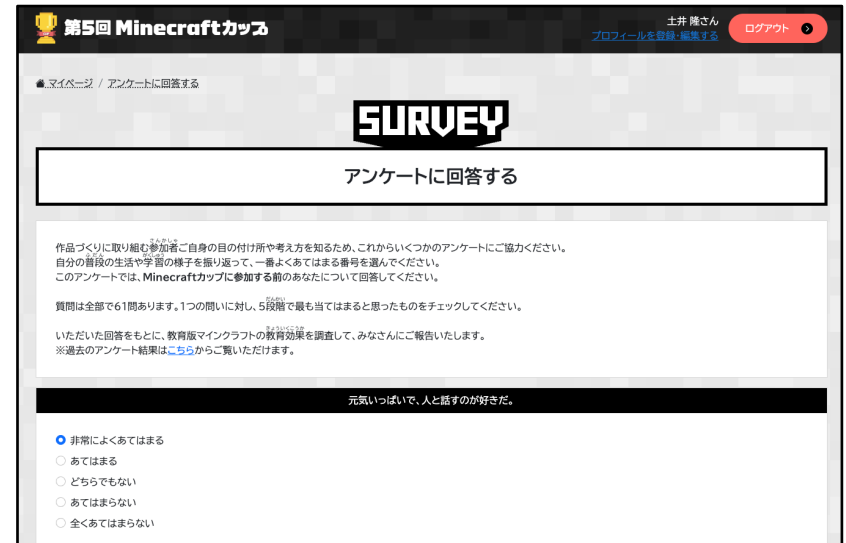 第5回 Minecraftカップ
土井 隆さん
プロフィールを登録・編集する
ログアウト
マイページ / アンケートに回答する
SURVEY
アンケートに回答する
作品づくりに取り組む参加者ご自身の目の付け所や考え方を知るため、これからいくつかのアンケートにご協力ください。
自分の普段の生活や学習の様子を振り返って、一番よくあてはまる番号を選んでください。
このアンケートでは、Minecraftカップに参加する前のあなたについて回答してください。
質問は全部で61問あります。1つの問いに対し、5段階で最も当てはまると思ったものをチェックしてください。
いただいた回答をもとに、教育版マインクラフトの教育効果を調査して、みなさんにご報告いたします。
※過去のアンケート結果はこちらからご覧いただけます。
元気いっぱいで、人と話すのが好きだ。
非常によくあてはまる
あてはまる
どちらでもない
あてはまらない
全くあてはまらない